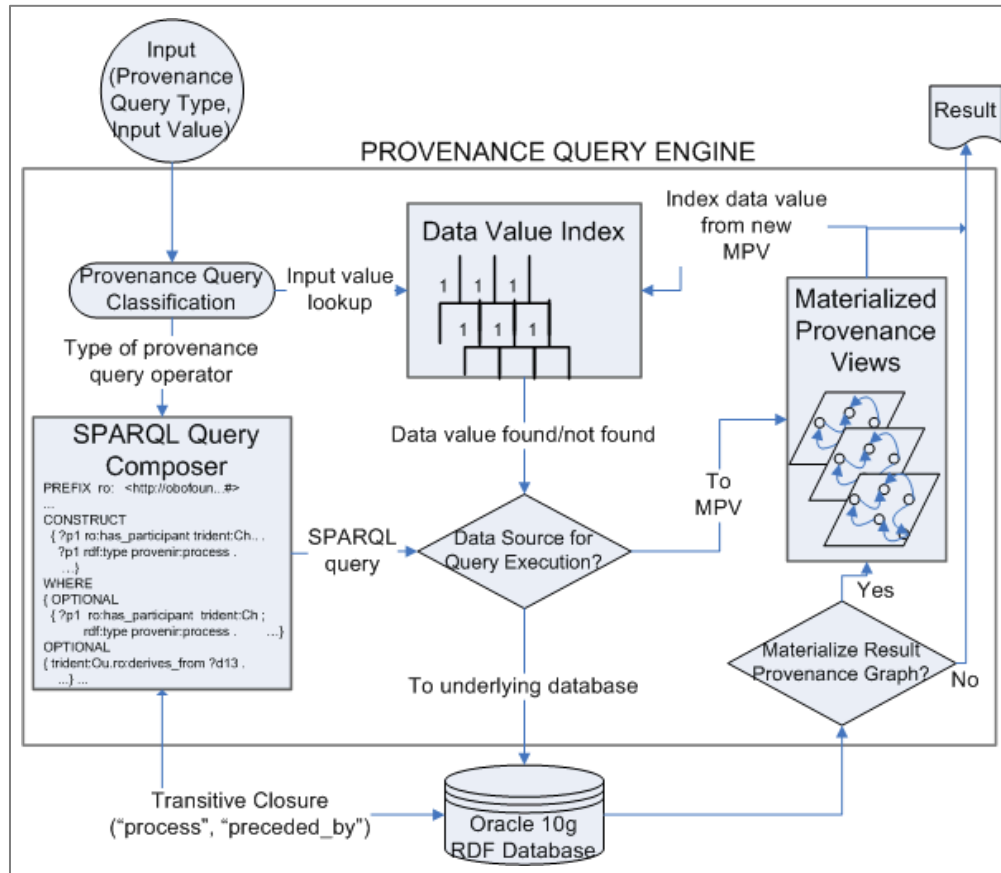 Input
(Provenance
Query Type,
Input Value)
Result
PROVENANCE QUERY ENGINE
Index data value
from new
MPV
Data Value Index
1 1 1
1 1 1
Provenance Query
Classification
Input value
lookup
Materialized
Provenance
Views
Type of provenance
query operator
SPARQL Query
Composer
PREFIX ro: <http://obofoun...#>
...
CONSTRUCT
{ ?p1 ro:has_participant trident:Ch.. .
?p1 rdf:type provenir:process .
...}
WHERE
{ OPTIONAL
{ ?p1 ro:has_participant trident:Ch ;
rdf:type provenir:process . ...}
OPTIONAL
{ trident:Ou.ro:derives_from ?d13 .
...} ...
Data value found/not found
To
MPV
SPARQL
query
Data Source for
Query Execution?
Yes
Materialize Result
Provenance Graph?
No
To underlying database
Transitive Closure
(“process”, “preceded_by”)
Oracle 10g
RDF Database